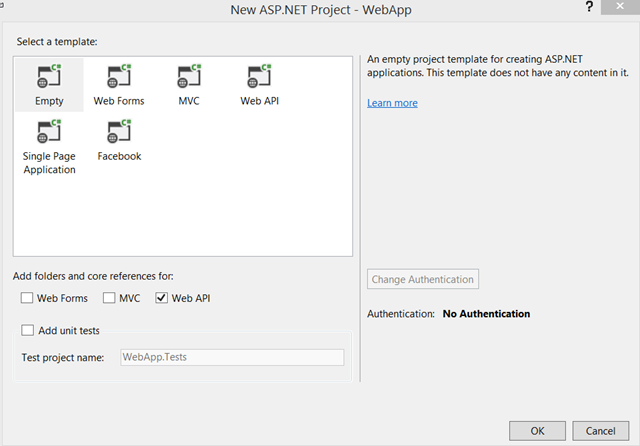 New ASP.NET Project - WebApp
?
Select a template:
Empty
Web Forms
MVC
Web API
Single Page
Application
Facebook
An empty project template for creating ASP.NET
applications. This template does not have any content in it.
Learn more
Add folders and core references for:
Web Forms
MVC
Web API
Add unit tests
Test project name:
WebApp.Tests
Change Authentication
Authentication: No Authentication
OK
Cancel